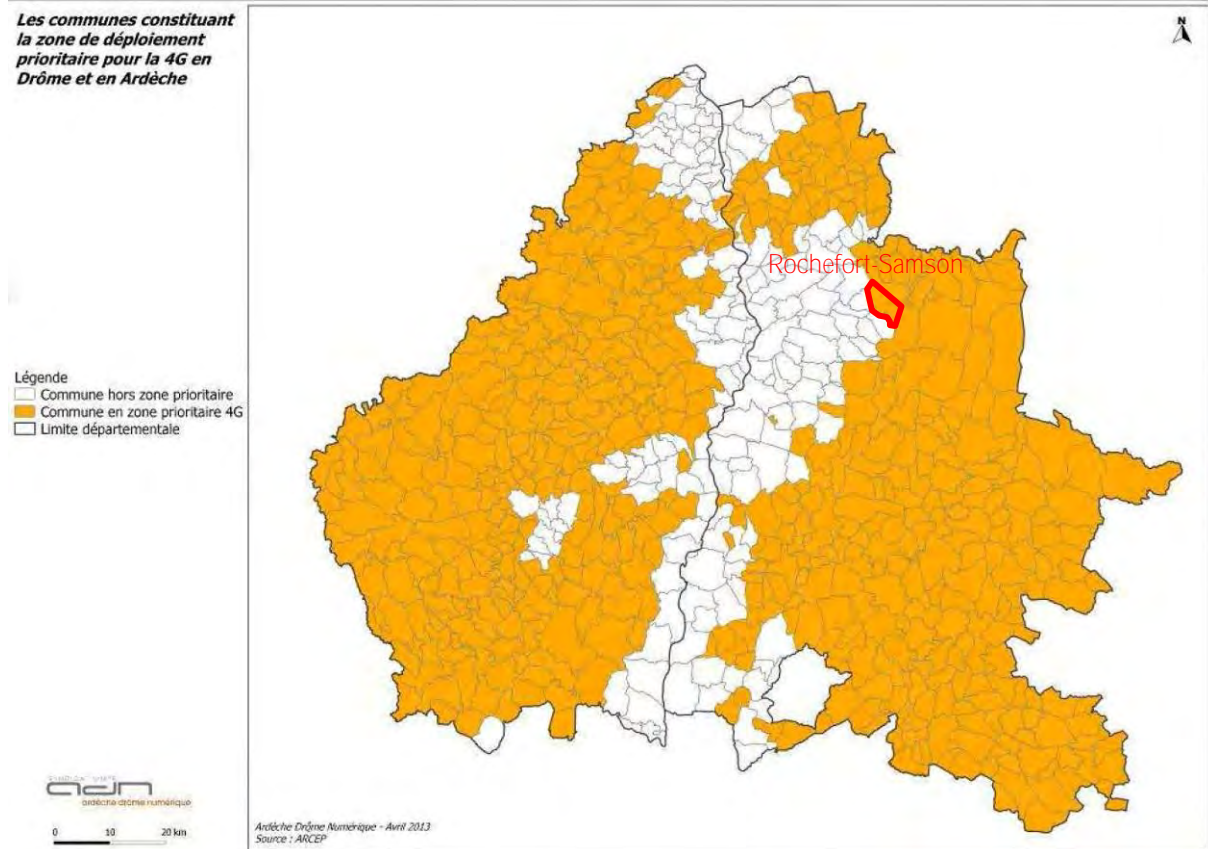 Les communes constituant
la zone de déploiement
prioritaire pour la 4G en
Drôme et en Ardèche
N
Rochefort-Samson
Légende
Commune hors zone prioritaire
Commune en zone prioritaire 4G
Limite départementale
SYNDICAT MIXTE
adn
ardèche drôme numérique
0 10 20 km
Ardèche Drôme Numérique - Avril 2013
Source : ARCEP